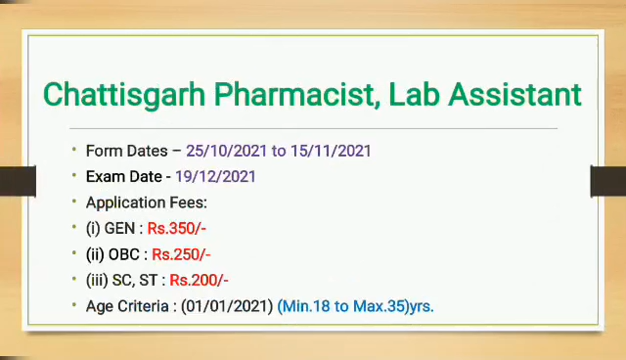 Chattisgarh Pharmacist, Lab Assistant
• Form Dates – 25/10/2021 to 15/11/2021
• Exam Date - 19/12/2021
• Application Fees:
• (i) GEN : Rs.350/-
• (ii) OBC : Rs.250/-
• (iii) SC, ST : Rs.200/-
• Age Criteria : (01/01/2021) (Min.18 to Max.35)yrs.